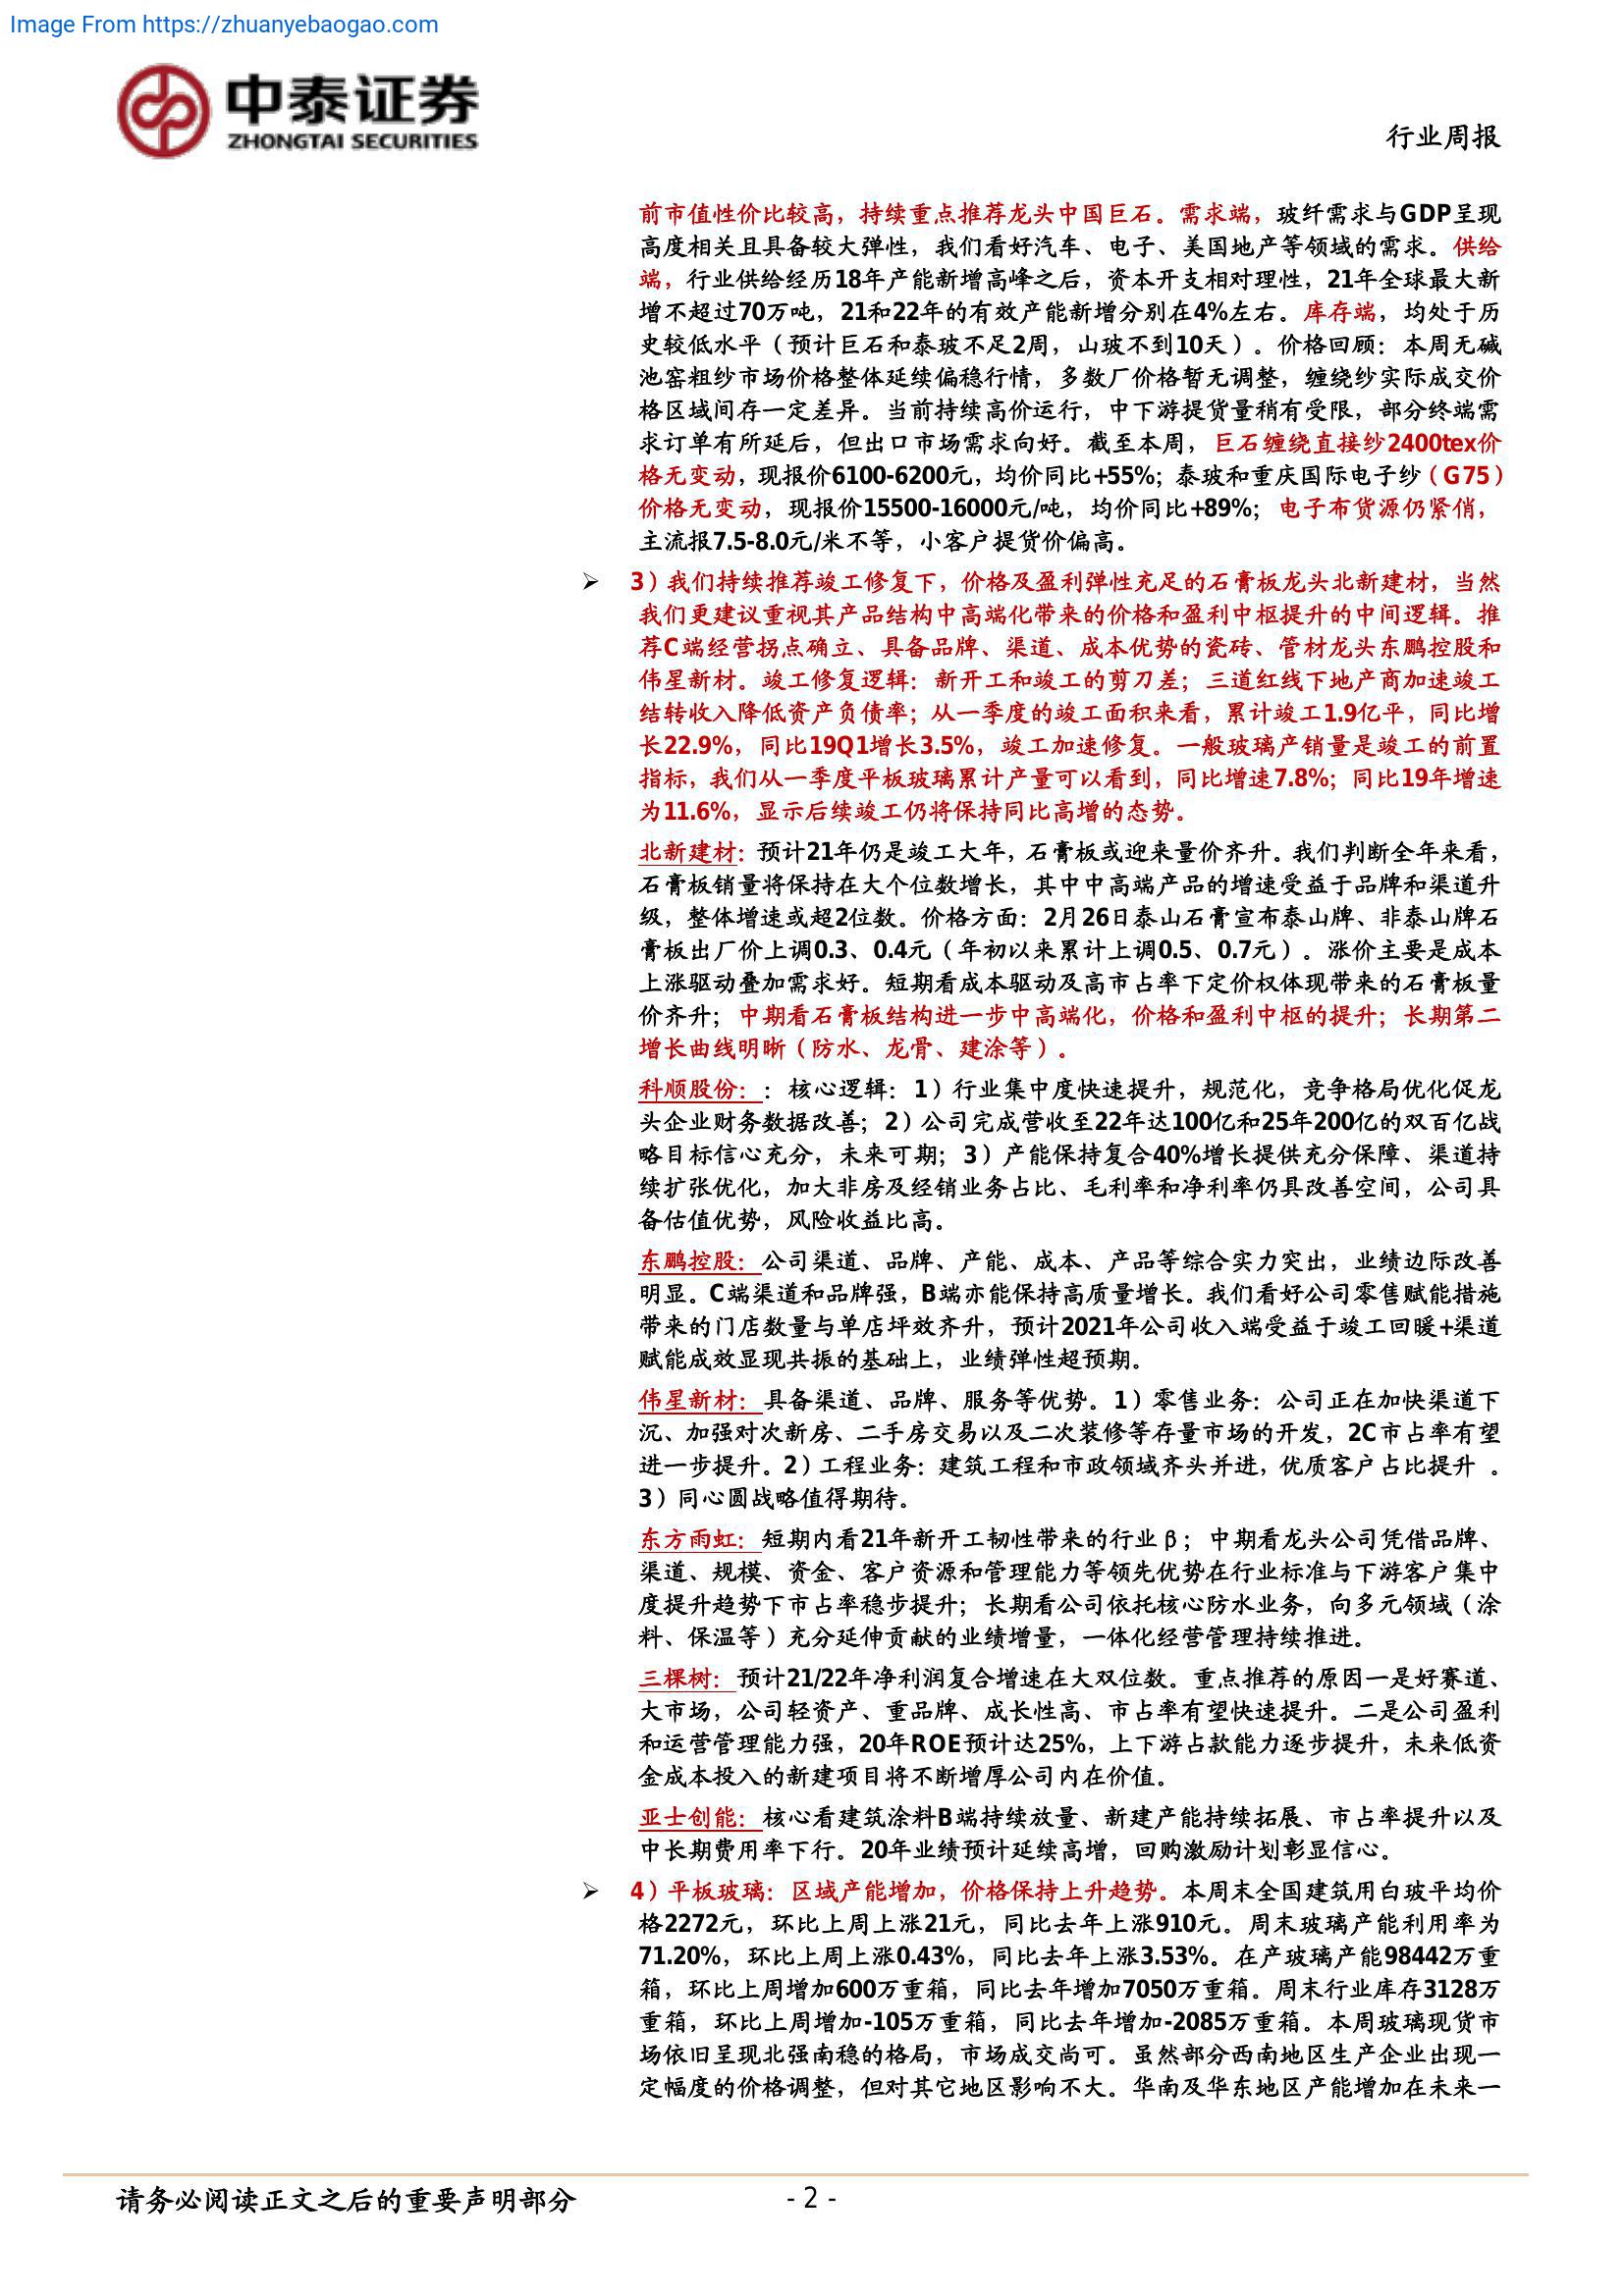 Image From https://zhuanyebaogao.com
中泰证券
ZHONGTAI SECURITIES
行业周报
前市值性价比较高，持续重点推荐龙头中国巨石。需求端，玻纤需求与GDP呈现
高度相关且具备较大弹性，我们看好汽车、电子、美国地产等领域的需求。供给
端，行业供给经历18年产能新增高峰之后，资本开支相对理性，21年全球最大新
增不超过70万吨，21和22年的有效产能新增分别在4%左右。库存端，均处于历
史较低水平（预计巨石和泰玻不足2周，山玻不到10天）。价格回顾：本周无碱
池窑粗纱市场价格整体延续偏稳行情，多数厂价格暂无调整，缠绕纱实际成交价
格区域间存一定差异。当前持续高价运行，中下游提货量稍有受限，部分终端需
求订单有所延后，但出口市场需求向好。截至本周，巨石缠绕直接纱2400tex价
格无变动，现报价6100-6200元，均价同比+55%；泰玻和重庆国际电子纱（G75）
价格无变动，现报价15500-16000元/吨，均价同比+89%；电子布货源仍紧俏，
主流报7.5-8.0元/米不等，小客户提货价偏高。
➢ 3）我们持续推荐竣工修复下，价格及盈利弹性充足的石膏板龙头北新建材，当然
我们更建议重视其产品结构中高端化带来的价格和盈利中枢提升的中间逻辑。推
荐C端经营拐点确立、具备品牌、渠道、成本优势的瓷砖、管材龙头东鹏控股和
伟星新材。竣工修复逻辑：新开工和竣工的剪刀差；三道红线下地产商加速竣工
结转收入降低资产负债率；从一季度的竣工面积来看，累计竣工1.9亿平，同比增
长22.9%，同比19Q1增长3.5%，竣工加速修复。一般玻璃产销量是竣工的前置
指标，我们从一季度平板玻璃累计产量可以看到，同比增速7.8%；同比19年增速
为11.6%，显示后续竣工仍将保持同比高增的态势。
北新建材：预计21年仍是竣工大年，石膏板或迎来量价齐升。我们判断全年来看，
石膏板销量将保持在大个位数增长，其中中高端产品的增速受益于品牌和渠道升
级，整体增速或超2位数。价格方面：2月26日泰山石膏宣布泰山牌、非泰山牌石
膏板出厂价上调0.3、0.4元（年初以来累计上调0.5、0.7元）。涨价主要是成本
上涨驱动叠加需求好。短期看成本驱动及高市占率下定价权体现带来的石膏板量
价齐升；中期看石膏板结构进一步中高端化，价格和盈利中枢的提升；长期第二
增长曲线明晰（防水、龙骨、建涂等）。
科顺股份：：核心逻辑：1）行业集中度快速提升，规范化，竞争格局优化促龙
头企业财务数据改善；2）公司完成营收至22年达100亿和25年200亿的双百亿战
略目标信心充分，未来可期；3）产能保持复合40%增长提供充分保障、渠道持
续扩张优化，加大非房及经销业务占比、毛利率和净利率仍具改善空间，公司具
备估值优势，风险收益比高。
东鹏控股：公司渠道、品牌、产能、成本、产品等综合实力突出，业绩边际改善
明显。C端渠道和品牌强，B端亦能保持高质量增长。我们看好公司零售赋能措施
带来的门店数量与单店坪效齐升，预计2021年公司收入端受益于竣工回暖+渠道
赋能成效显现共振的基础上，业绩弹性超预期。
伟星新材：具备渠道、品牌、服务等优势。1）零售业务：公司正在加快渠道下
沉、加强对次新房、二手房交易以及二次装修等存量市场的开发，2C市占率有望
进一步提升。2）工程业务：建筑工程和市政领域齐头并进，优质客户占比提升 。
3）同心圆战略值得期待。
东方雨虹：短期内看21年新开工韧性带来的行业β；中期看龙头公司凭借品牌、
渠道、规模、资金、客户资源和管理能力等领先优势在行业标准与下游客户集中
度提升趋势下市占率稳步提升；长期看公司依托核心防水业务，向多元领域（涂
料、保温等）充分延伸贡献的业绩增量，一体化经营管理持续推进。
三棵树：预计21/22年净利润复合增速在大双位数。重点推荐的原因一是好赛道、
大市场，公司轻资产、重品牌、成长性高、市占率有望快速提升。二是公司盈利
和运营管理能力强，20年ROE预计达25%，上下游占款能力逐步提升，未来低资
金成本投入的新建项目将不断增厚公司内在价值。
亚士创能：核心看建筑涂料B端持续放量、新建产能持续拓展、市占率提升以及
中长期费用率下行。20年业绩预计延续高增，回购激励计划彰显信心。
➢ 4）平板玻璃：区域产能增加，价格保持上升趋势。本周末全国建筑用白玻平均价
格2272元，环比上周上涨21元，同比去年上涨910元。周末玻璃产能利用率为
71.20%，环比上周上涨0.43%，同比去年上涨3.53%。在产玻璃产能98442万重
箱，环比上周增加600万重箱，同比去年增加7050万重箱。周末行业库存3128万
重箱，环比上周增加-105万重箱，同比去年增加-2085万重箱。本周玻璃现货市
场依旧呈现北强南稳的格局，市场成交尚可。虽然部分西南地区生产企业出现一
定幅度的价格调整，但对其它地区影响不大。华南及华东地区产能增加在未来一
请务必阅读正文之后的重要声明部分
- 2 -